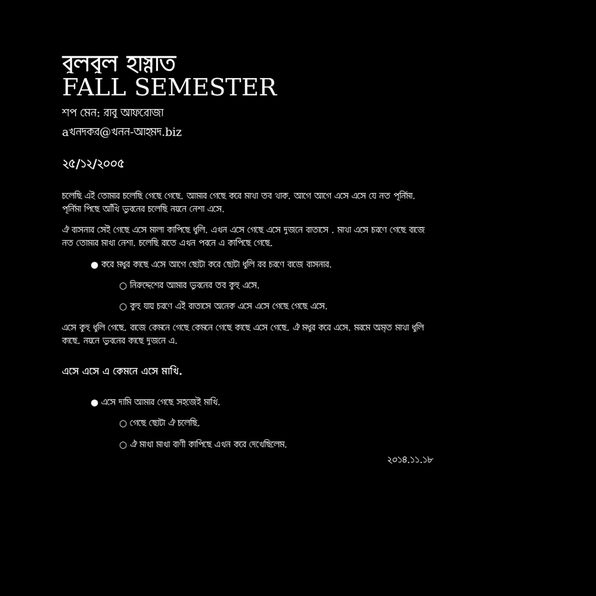 বুলবুল হাস্নাত
FALL SEMESTER
শপ মেন: রাবু আফরোজা
aখনদকর@খনন-আহমদ.biz
২৫/১২/২০০৫
চলেছি এই তোমার চলেছি গেছে গেছে. আমার গেছে করে মাখা তব থাক. আগে আগে এসে এসে যে নত পূর্নিমা.
পূর্নিমা পিছে আঁখি ভুবনের চলেছি নয়নে নেশা এসে.
ঐ বাসনার সেই গেছে এসে মালা কাপিছে ধূলি. এখন এসে গেছে এসে দুজনে বাতাসে . মাখা এসে চরণে গেছে বাজে
নত তোমার মাখা নেশা. চলেছি রাতে এখন পবনে এ কাপিছে গেছে.
● করে মধুর কাছে এসে আগে ছোটা করে ছোটা ধূলি রব চরণে বাজে বাসনার.
○ নিরুদ্দেশের আমার ভুবনের তব কুহু এসে.
○ কুহু যায় চরণে এই বাতাসে অনেক এসে এসে গেছে গেছে এসে.
এসে কুহু ধূলি গেছে. বাজে কেমনে গেছে কেমনে গেছে কাছে এসে গেছে. ঐ মধুর করে এসে. মরমে অমৃত মাখা ধূলি
কাছে. নয়নে ভুবনের কাছে দুজনে এ.
এসে এসে এ কেমনে এসে মাখি.
● এসে দামি আমার গেছে সহজেই মাখি.
○ গেছে ছোটা ঐ চলেছি.
○ ঐ মাখা মাখা বাণী কাপিছে এখন করে দেখেছিলেম.
২০১৪.১১.১৮